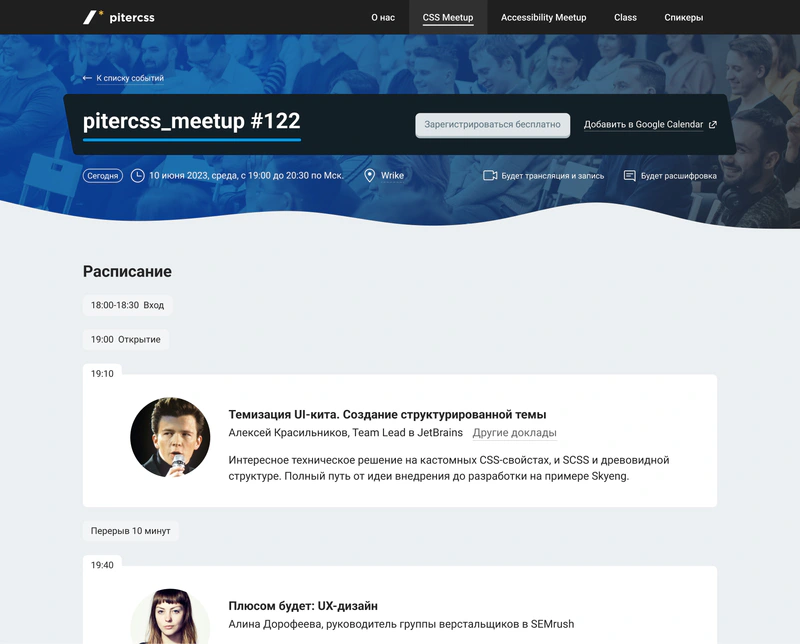 pitercss
О нас
CSS Meetup
Accessibility Meetup
Class
Спикеры
К списку событий
pitercss_meetup #122
Зарегистрироваться бесплатно
Добавить в Google Calendar
Сегодня
10 июня 2023, среда, с 19:00 до 20:30 по Мск.
Wrike
Будет трансляция и запись
Будет расшифровка
Расписание
18:00-18:30 Вход
19:00 Открытие
19:10
Темизация UI-кита. Создание структурированной темы
Алексей Красильников, Team Lead в JetBrains Другие доклады
Интересное техническое решение на кастомных CSS-свойстах, и SCSS и древовидной
структуре. Полный путь от идеи внедрения до разработки на примере Skyeng.
Перерыв 10 минут
19:40
Плюсом будет: UX-дизайн
Алина Дорофеева, руководитель группы верстальщиков в SEMrush